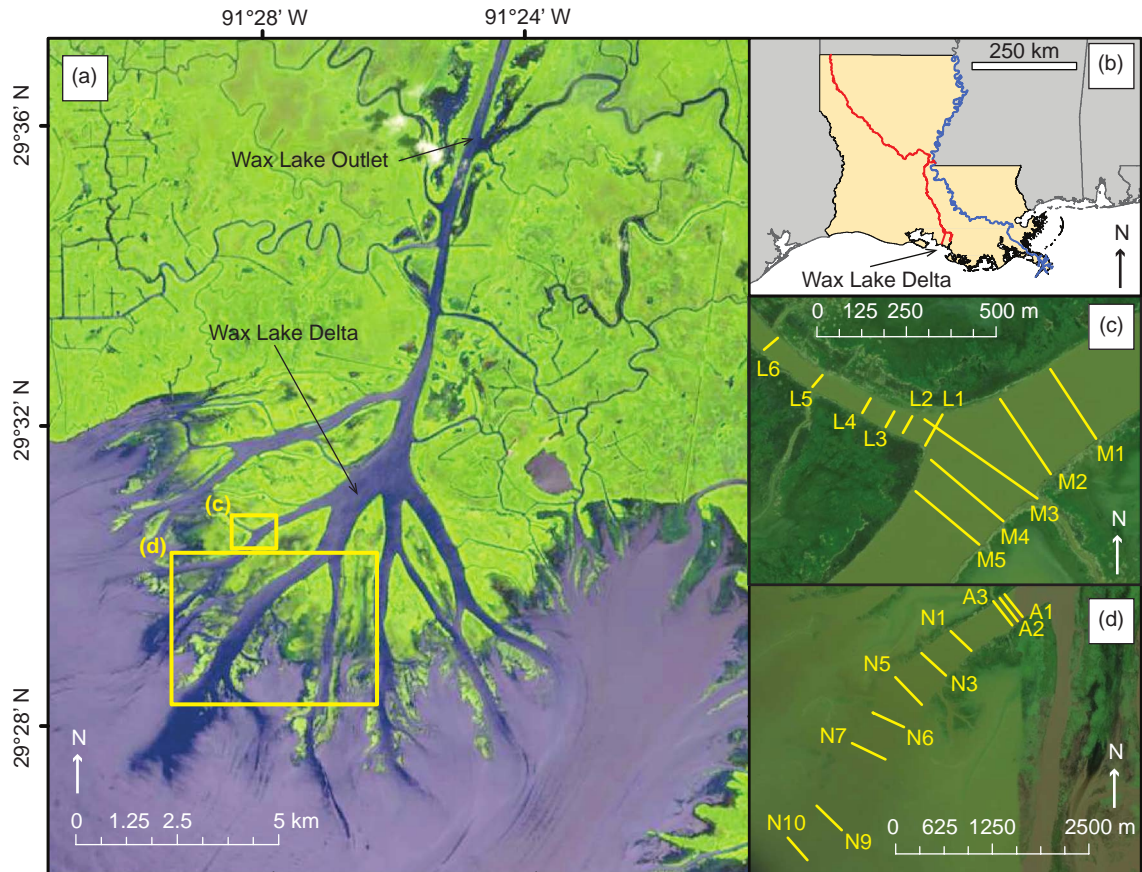 91°28' W
91°24' W
(a)
29°36' N
Wax Lake Outlet
Wax Lake Delta
29°32' N
(c)
(d)
29°28' N
N
0 1.25 2.5 5 km
250 km
(b)
N
Wax Lake Delta
0 125 250 500 m
(c)
L6
L5
L4
L3
L2
L1
M1
M2
M3
M4
M5
N
(d)
A3
A1
A2
N1
N3
N5
N6
N7
N9
N10
N
0 625 1250 2500 m